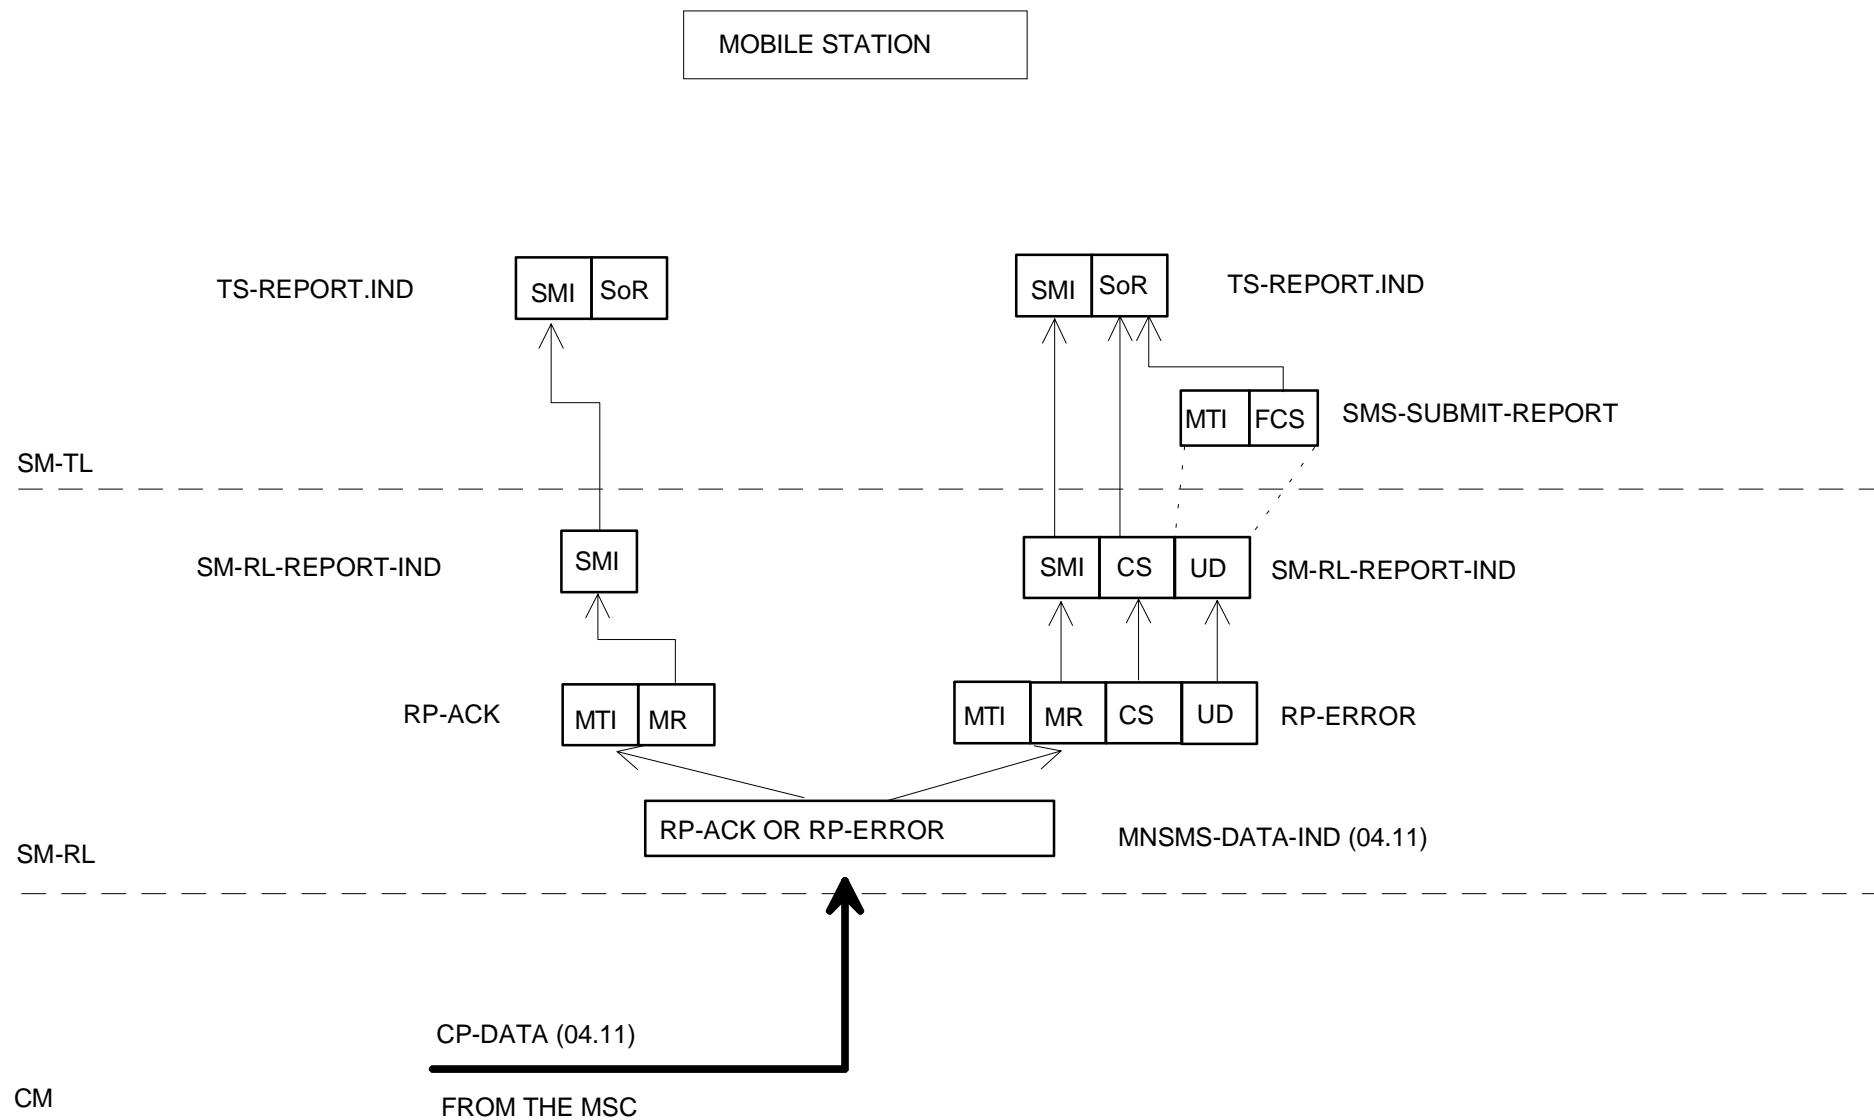 MOBILE STATION
TS-REPORT.IND SMI SoR SMI SoR TS-REPORT.IND
MTI FCS SMS-SUBMIT-REPORT
SM-TL
SM-RL-REPORT-IND SMI SMI CS UD SM-RL-REPORT-IND
RP-ACK MTI MR MTI MR CS UD RP-ERROR
RP-ACK OR RP-ERROR MNSMS-DATA-IND (04.11)
SM-RL
CP-DATA (04.11)
CM
FROM THE MSC